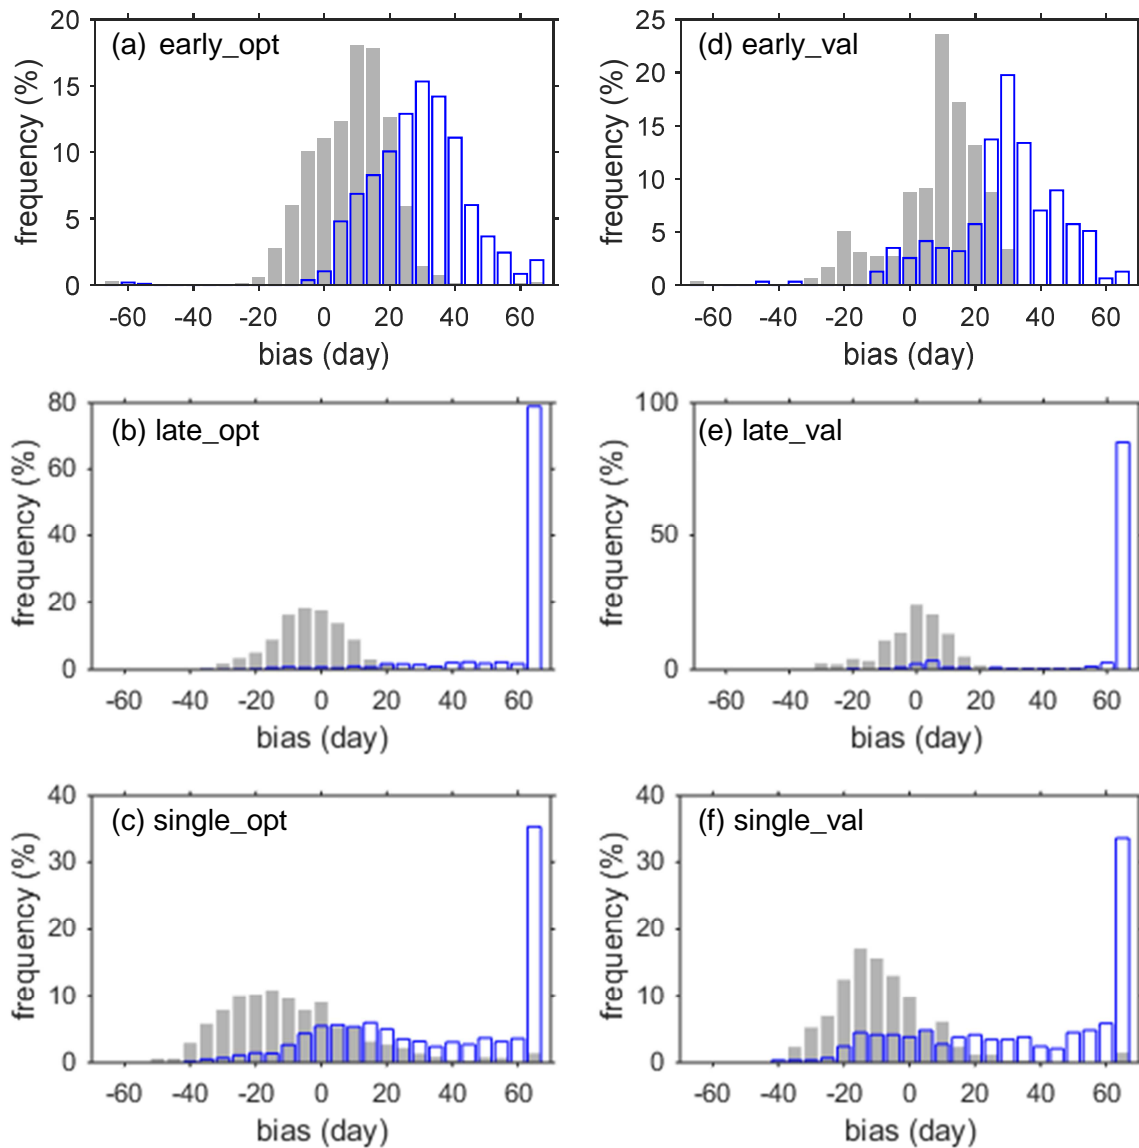 (a) early_opt
20
15
10
5
0
frequency (%)
-60 -40 -20 0 20 40 60
bias (day)
(d) early_val
25
20
15
10
5
0
frequency (%)
-60 -40 -20 0 20 40 60
bias (day)
(b) late_opt
80
60
40
20
0
frequency (%)
-60 -40 -20 0 20 40 60
bias (day)
(e) late_val
100
50
0
frequency (%)
-60 -40 -20 0 20 40 60
bias (day)
(c) single_opt
40
30
20
10
0
frequency (%)
-60 -40 -20 0 20 40 60
bias (day)
(f) single_val
40
30
20
10
0
frequency (%)
-60 -40 -20 0 20 40 60
bias (day)